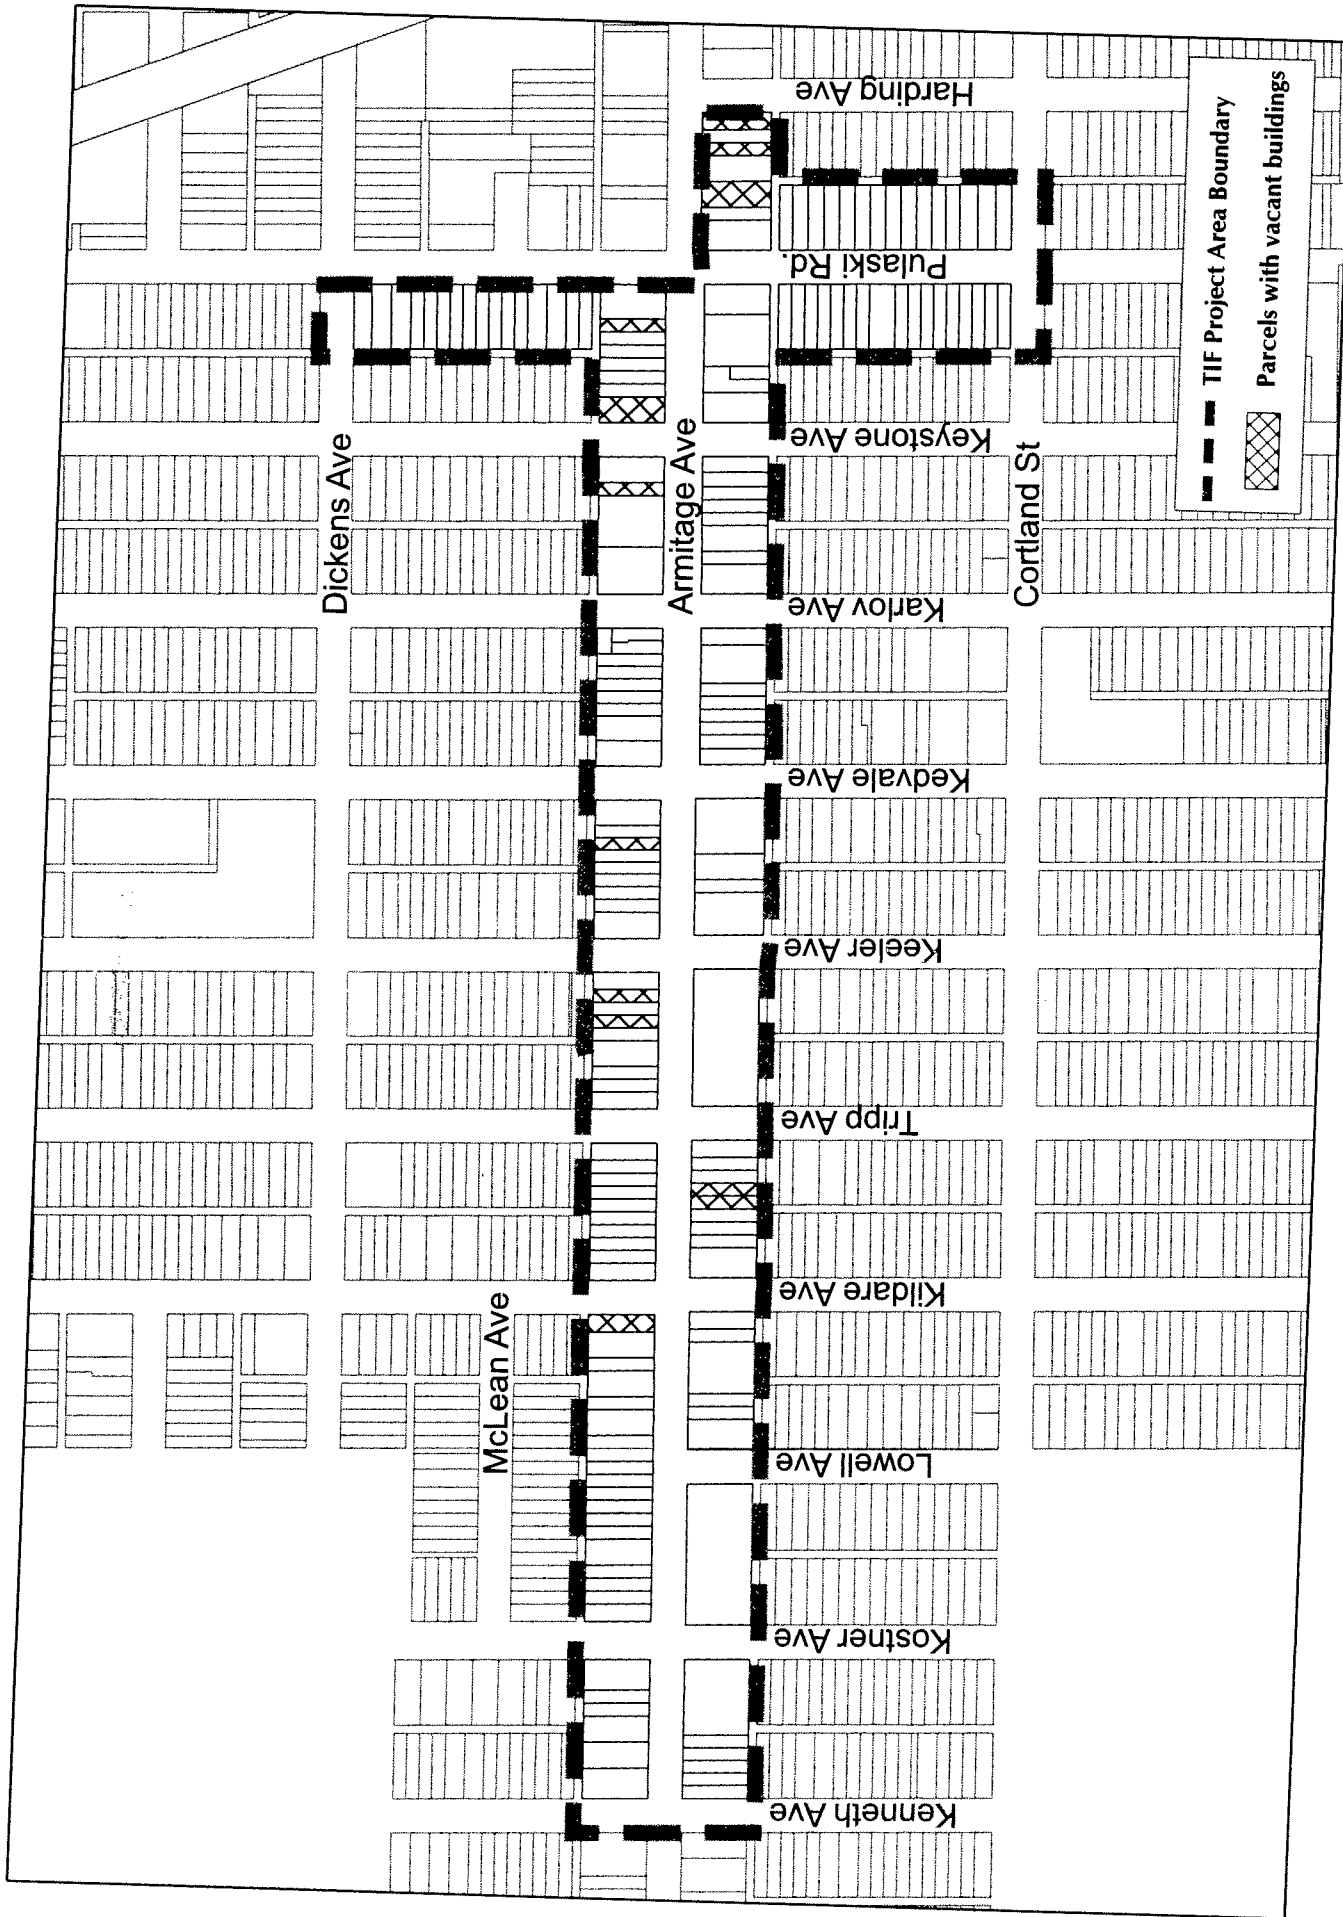 Dickens Ave
McLean Ave
Armitage Ave
Cortland St
Kenneth Ave
Kostner Ave
Lowell Ave
Kildare Ave
Tripp Ave
Keeler Ave
Kedvale Ave
Karlov Ave
Keystone Ave
Pulaski Rd.
Harding Ave
TIF Project Area Boundary
Parcels with vacant buildings